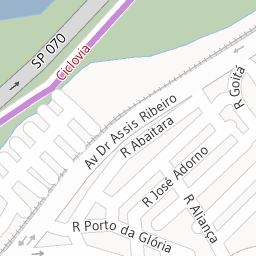 SP 070
Ciclovia
Av Dr Assis Ribeiro
R Abaitara
R Goitá
R José Adorno
R Aliança
R Porto da Glória